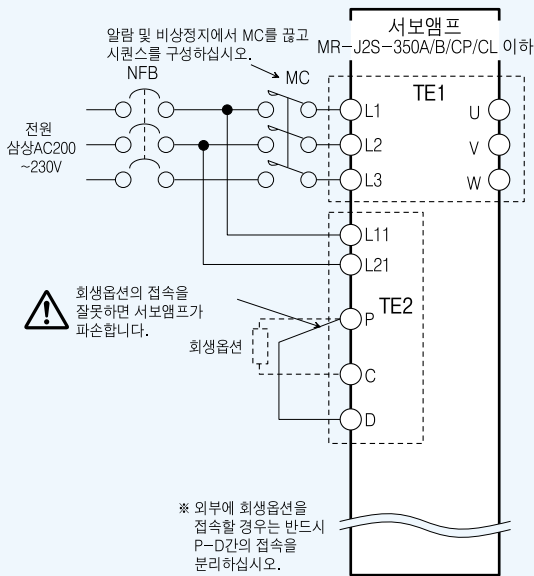 서보앰프
MR-J2S-350A/B/CP/CL 이하
알람 및 비상정지에서 MC를 끊고
시퀀스를 구성하십시오.
NFB
MC
TE1
전원
삼상AC200
~230V
L1
L2
L3
U
V
W
L11
L21
TE2
P
C
D
회생옵션의 접속을
잘못하면 서보앰프가
파손합니다.
회생옵션
※ 외부에 회생옵션을
접속할 경우는 반드시
P-D간의 접속을
분리하십시오.